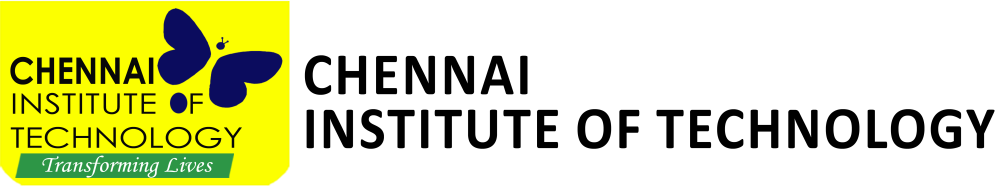 CHENNAI
INSTITUTE OF
TECHNOLOGY
Transforming Lives
CHENNAI
INSTITUTE OF TECHNOLOGY